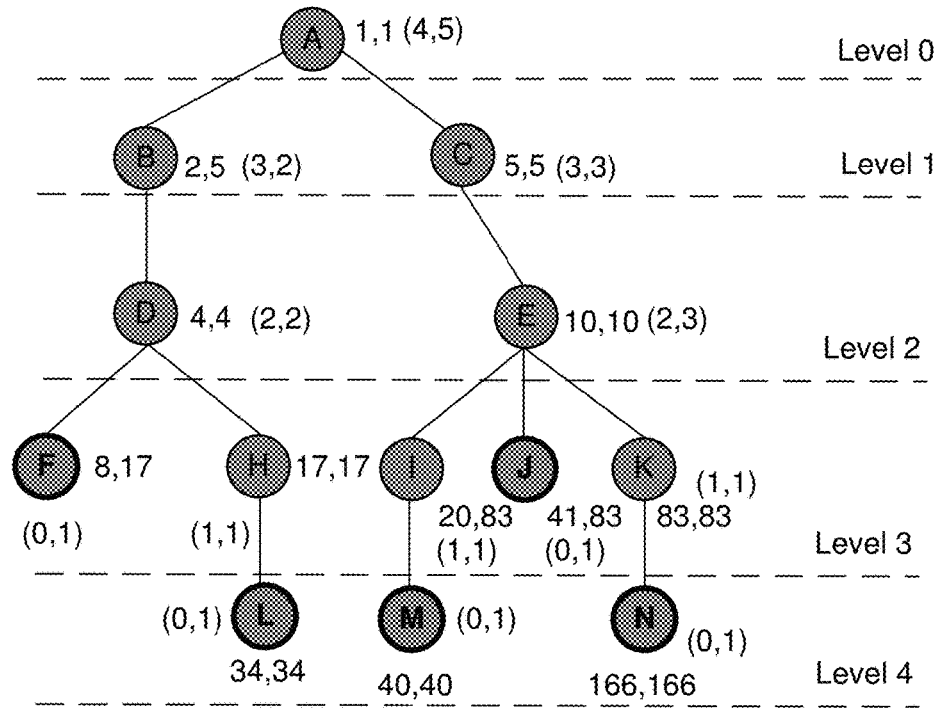 A 1,1 (4,5)
Level 0
B 2,5 (3,2) C 5,5 (3,3)
Level 1
D 4,4 (2,2) E 10,10 (2,3)
Level 2
F 8,17 H 17,17 I J K (1,1)
20,83 41,83 83,83
(0,1) (1,1) (1,1) (0,1)
Level 3
(0,1) L M (0,1) N (0,1)
34,34 40,40 166,166
Level 4